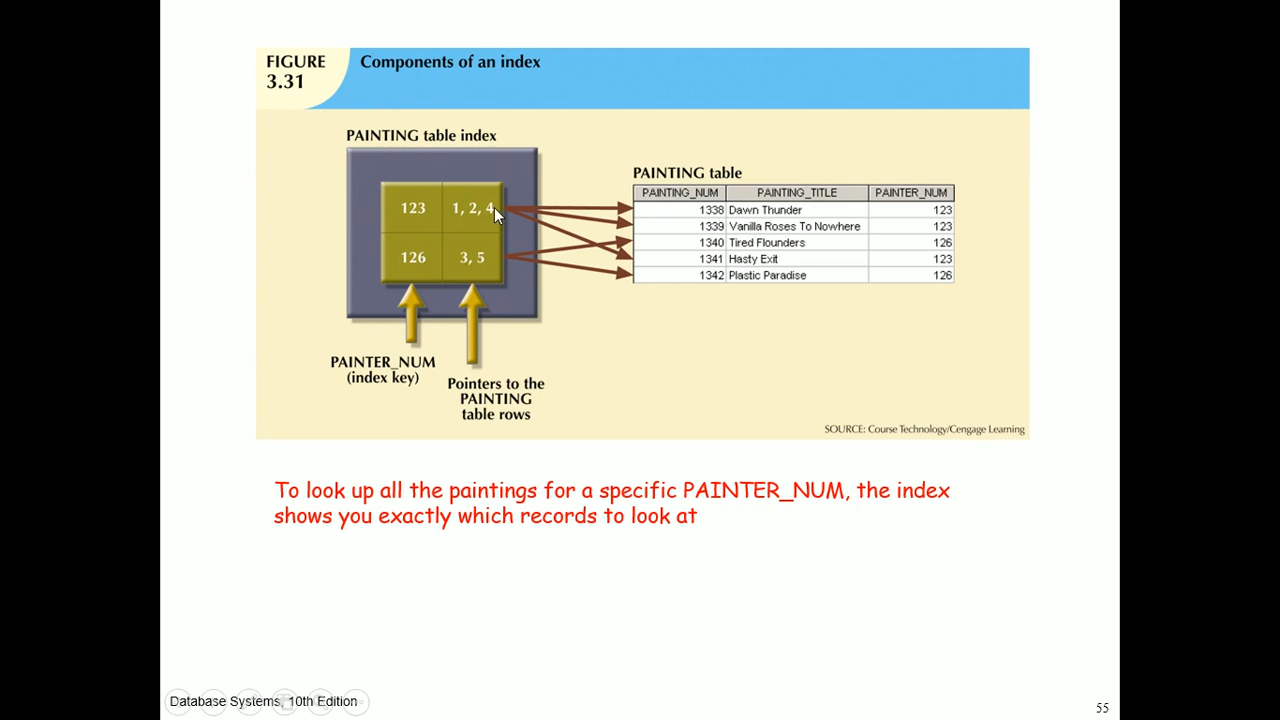 FIGURE
3.31
Components of an index
PAINTING table index
123 1, 2, 4
126 3, 5
PAINTER_NUM
(index key)
Pointers to the
PAINTING
table rows
PAINTING table
PAINTING_NUM PAINTING_TITLE PAINTER_NUM
1338 Dawn Thunder 123
1339 Vanilla Roses To Nowhere 123
1340 Tired Flounders 126
1341 Hasty Exit 123
1342 Plastic Paradise 126
SOURCE: Course Technology/Cengage Learning
To look up all the paintings for a specific PAINTER_NUM, the index
shows you exactly which records to look at
Database Systems, 10th Edition
55